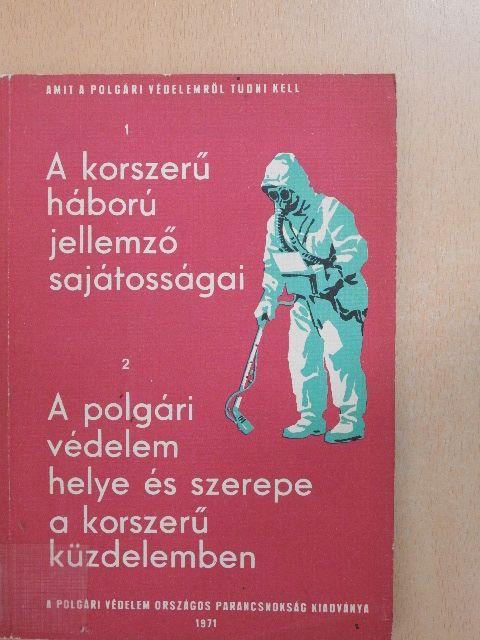 AMIT A POLGÁRI VÉDELEMRŐL TUDNI KELL
1
A korszerű
háború
jellemző
sajátosságai
2
A polgári
védelem
helye és szerepe
a korszerű
küzdelemben
A POLGÁRI VÉDELEM ORSZÁGOS PARANCSNOKSÁG KIADVÁNYA
1971